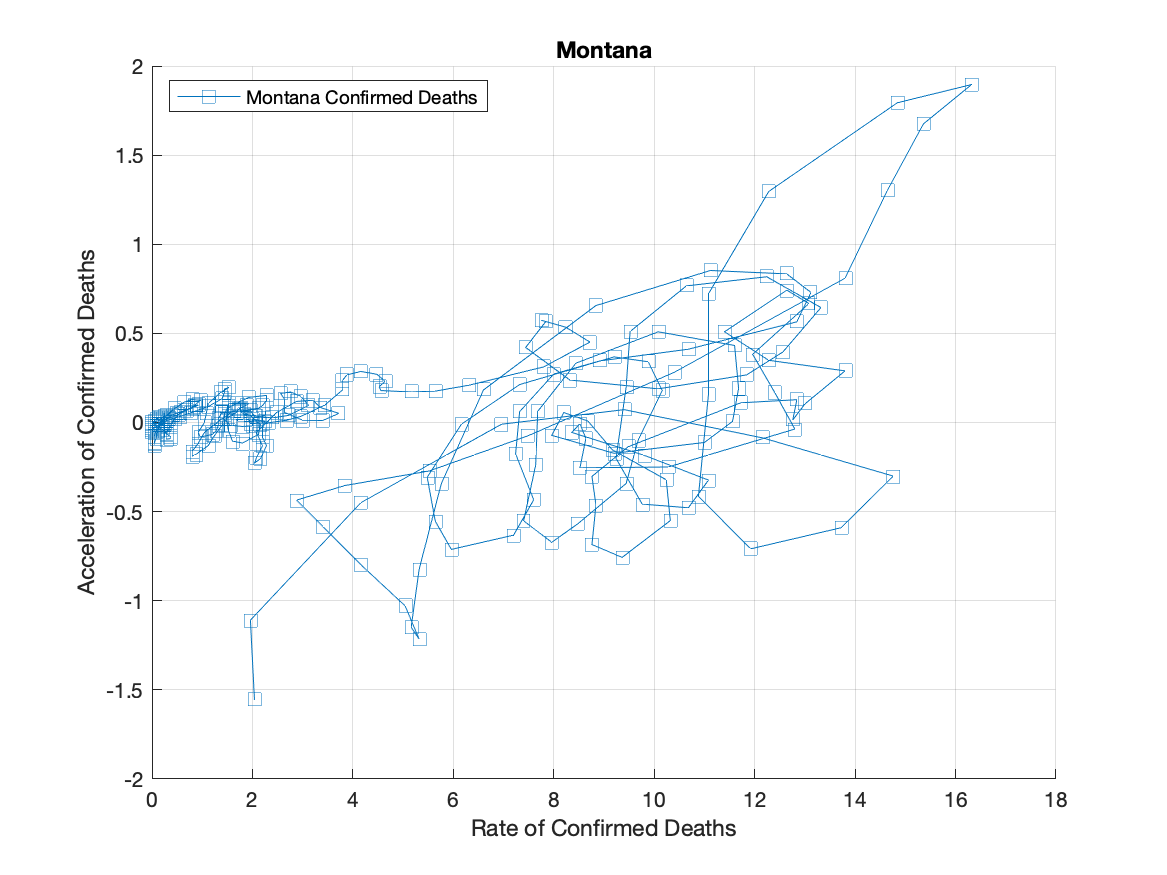 Montana
Montana Confirmed Deaths
Acceleration of Confirmed Deaths
2
1.5
1
0.5
0
-0.5
-1
-1.5
-2
0 2 4 6 8 10 12 14 16 18
Rate of Confirmed Deaths